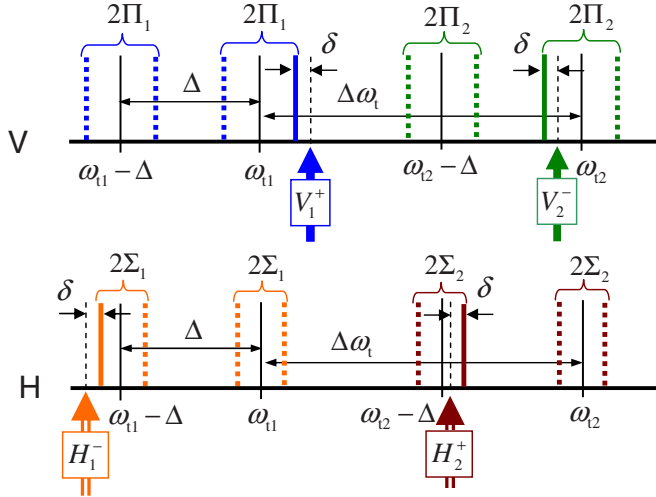 2Π₁ 2Π₁ 2Π₂ 2Π₂
δ δ
Δ Δωₜ
V
ωₜ₁ − Δ ωₜ₁ ωₜ₂ − Δ ωₜ₂
V₁⁺ V₂⁻
2Σ₁ 2Σ₁ 2Σ₂ 2Σ₂
δ δ
Δ Δωₜ
H
ωₜ₁ − Δ ωₜ₁ ωₜ₂ − Δ ωₜ₂
H₁⁻ H₂⁺